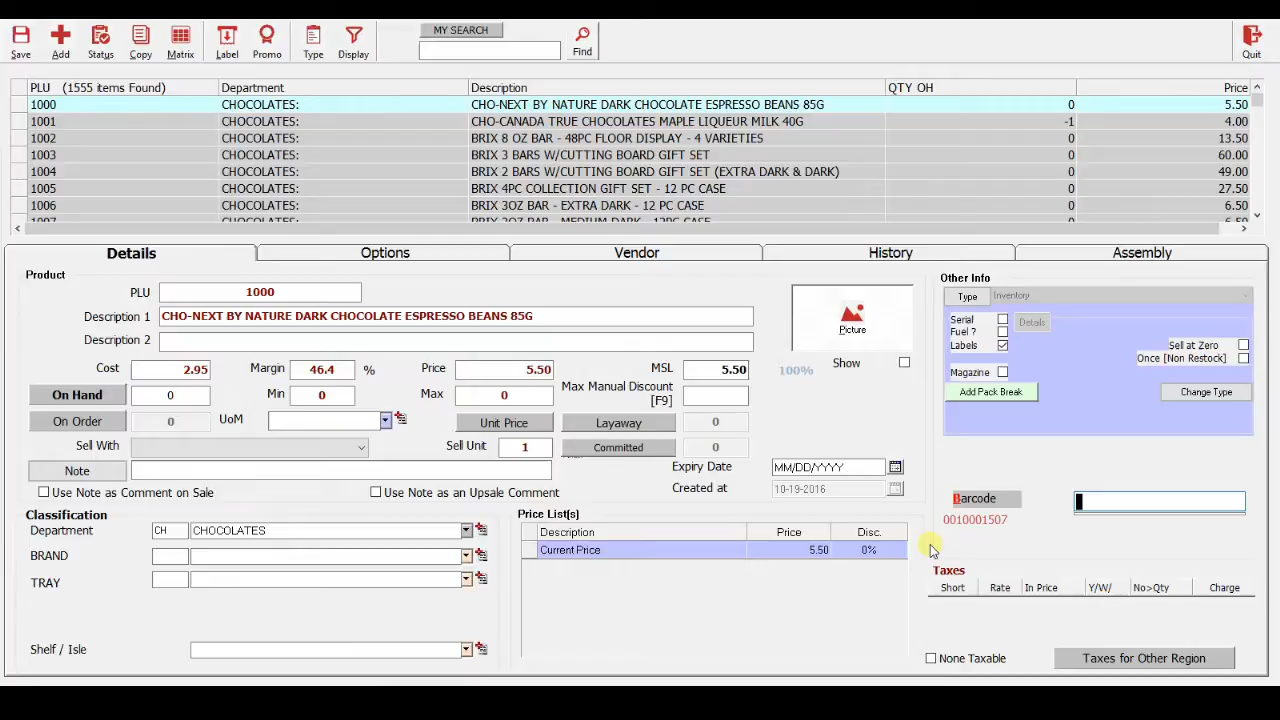 MY SEARCH
Save Add Status Copy Matrix Label Promo Type Display Find Quit
PLU (1555 items Found) Department Description QTY OH Price
1000 CHOCOLATES: CHO-NEXT BY NATURE DARK CHOCOLATE ESPRESSO BEANS 85G 0 5.50
1001 CHOCOLATES: CHO-CANADA TRUE CHOCOLATES MAPLE LIQUEUR MILK 40G -1 4.00
1002 CHOCOLATES: BRIX 8 OZ BAR - 48PC FLOOR DISPLAY - 4 VARIETIES 0 13.50
1003 CHOCOLATES: BRIX 3 BARS W/CUTTING BOARD GIFT SET 0 60.00
1004 CHOCOLATES: BRIX 2 BARS W/CUTTING BOARD GIFT SET (EXTRA DARK & DARK) 0 49.00
1005 CHOCOLATES: BRIX 4PC COLLECTION GIFT SET - 12 PC CASE 0 27.50
1006 CHOCOLATES: BRIX 3OZ BAR - EXTRA DARK - 12 PC CASE 0 6.50
1007 CHOCOLATES: BRIX 3OZ BAR - MEDIUM DARK - 12PC CASE 0 6.50
Details Options Vendor History Assembly
Product
PLU 1000
Description 1 CHO-NEXT BY NATURE DARK CHOCOLATE ESPRESSO BEANS 85G
Description 2
Picture
Cost 2.95 Margin 46.4 % Price 5.50 MSL 5.50 100% Show
On Hand 0 Min 0 Max 0 Max Manual Discount
[F9]
On Order 0 UoM Unit Price Layaway 0
Sell With Sell Unit 1 Committed 0
Note Expiry Date MM/DD/YYYY
Use Note as Comment on Sale Use Note as an Upsale Comment Created at 10-19-2016
Classification
Department CH CHOCOLATES
BRAND
TRAY
Shelf / Isle
Price List(s)
Description Price Disc.
Current Price 5.50 0%
Other Info
Type Inventory
Serial Details
Fuel ?
Labels Sell at Zero
Once [Non Restock]
Magazine
Add Pack Break Change Type
Barcode
0010001507
Taxes
Short Rate In Price Y/W/ No>Qty Charge
None Taxable Taxes for Other Region